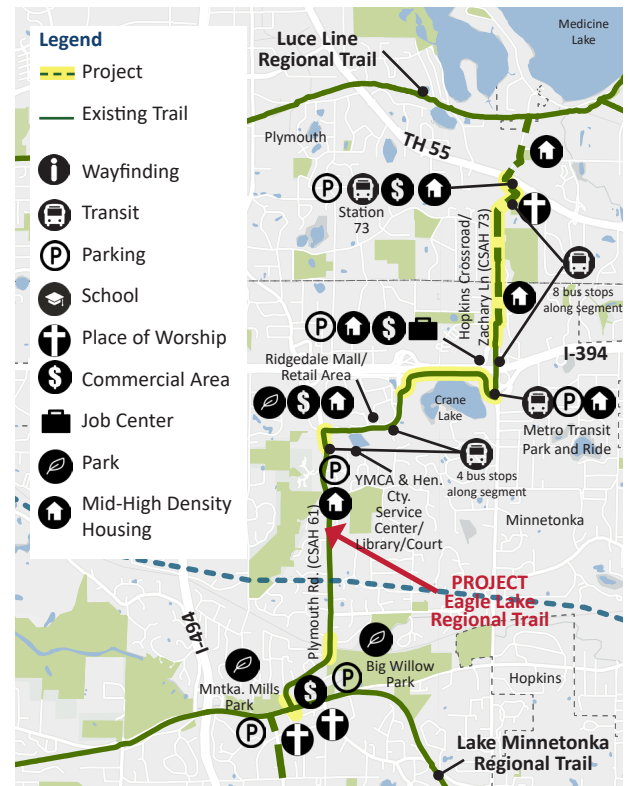 Legend
Project
Existing Trail
i
Wayfinding
Transit
P
Parking
School
Place of Worship
$
Commercial Area
Job Center
Park
Mid-High Density
Housing
Luce Line
Regional Trail
Medicine
Lake
Plymouth
TH 55
P
$
Station
73
Hopkins Crossroad/
Zachary Ln (CSAH 73)
8 bus stops
along segment
P
$
I-394
Ridgedale Mall/
Retail Area
$
Crane
Lake
P
Metro Transit
Park and Ride
4 bus stops
along segment
P
YMCA & Hen.
Cty.
Service
Center/
Library/Court
Minnetonka
Plymouth Rd. (CSAH 61)
PROJECT
Eagle Lake
Regional Trail
I-494
Big Willow
Park
Hopkins
Mntka. Mills
Park
P
$
P
Lake Minnetonka
Regional Trail